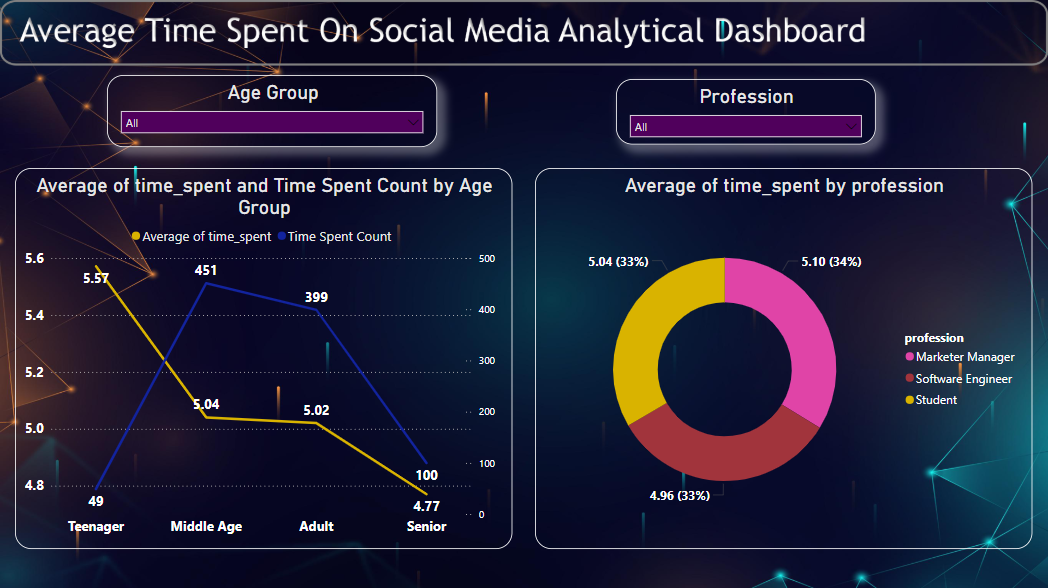 Average Time Spent On Social Media Analytical Dashboard
Age Group
All
Profession
All
Average of time_spent and Time Spent Count by Age
Group
Average of time_spent Time Spent Count
5.6
5.4
5.2
5.0
4.8
500
400
300
200
100
0
5.57
5.04
5.02
4.77
49
451
399
100
Teenager Middle Age Adult Senior
Average of time_spent by profession
5.04 (33%)
5.10 (34%)
4.96 (33%)
profession
Marketer Manager
Software Engineer
Student